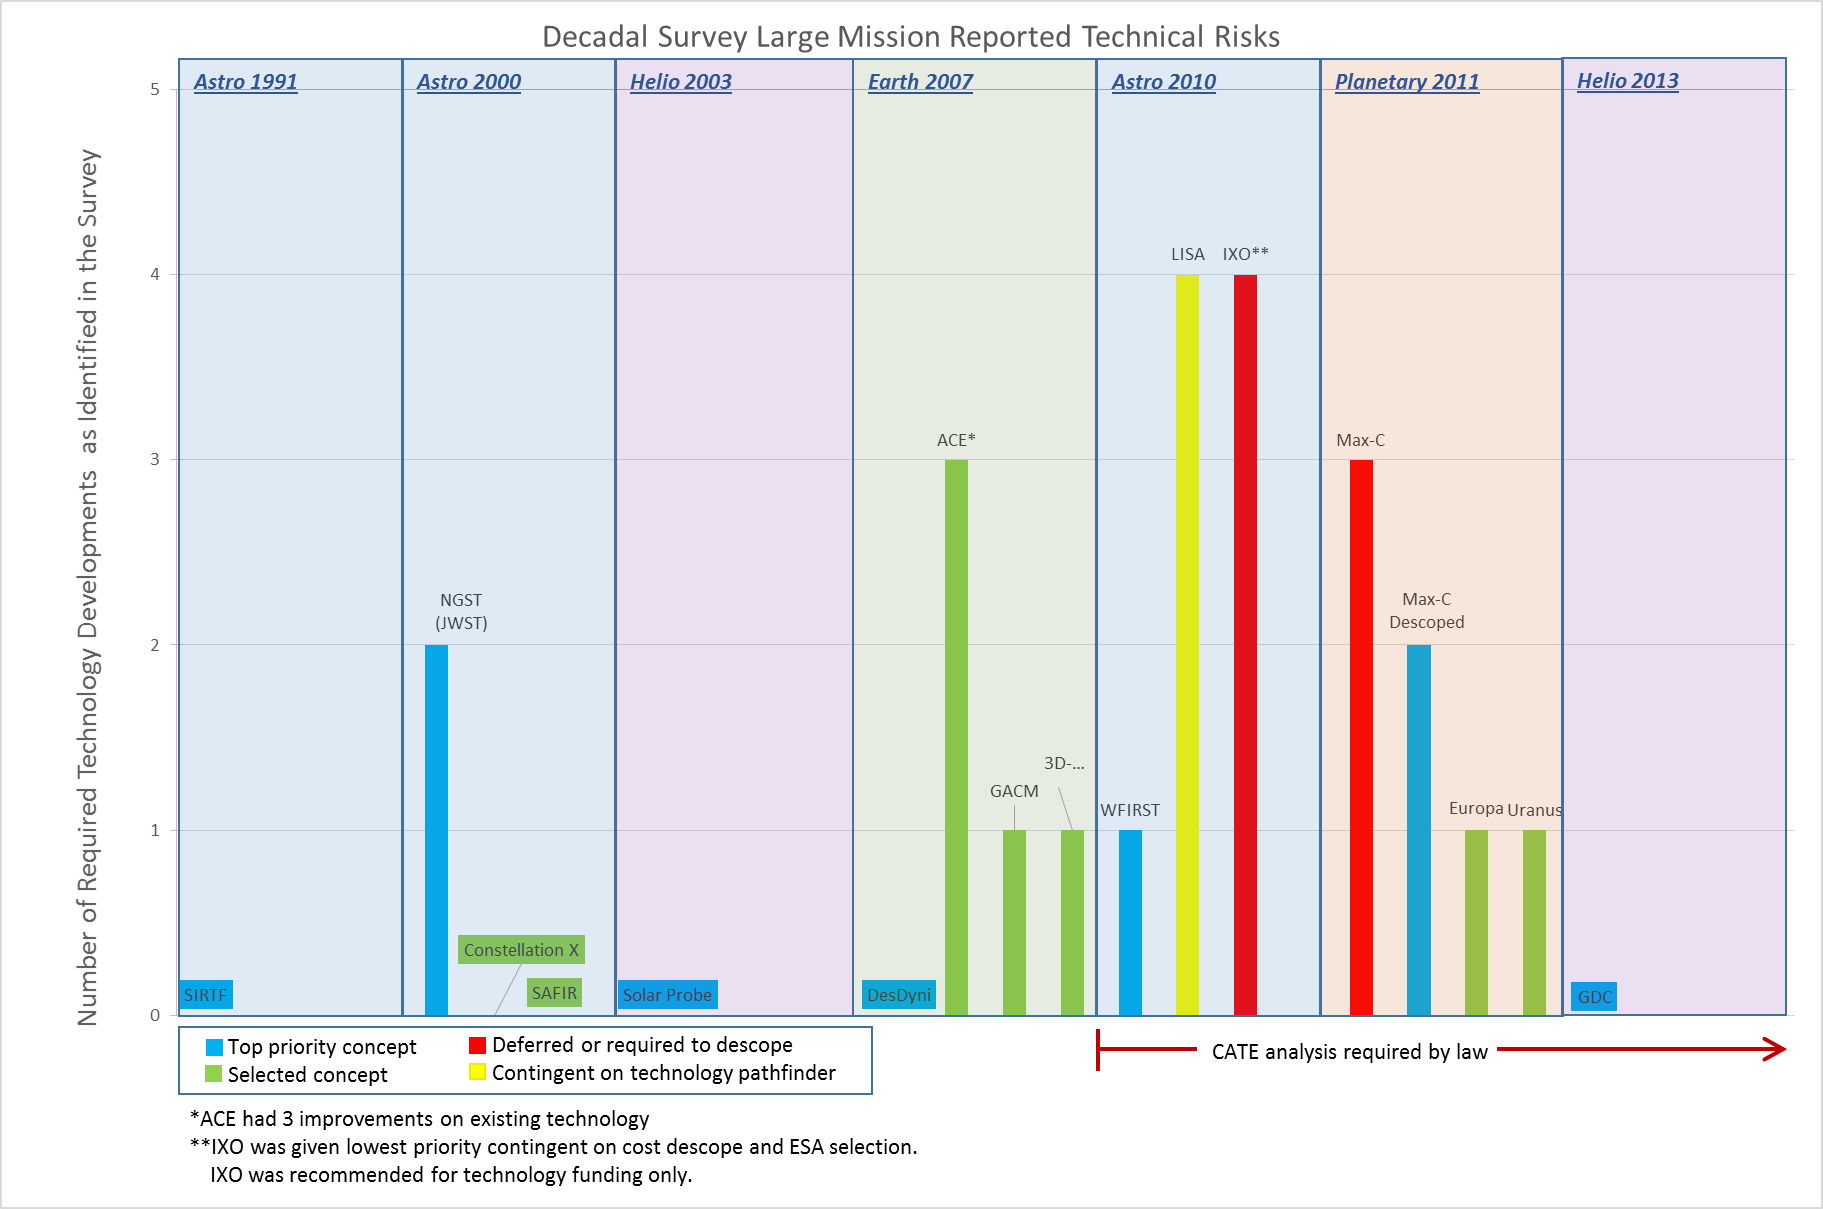 Decadal Survey Large Mission Reported Technical Risks
Astro 1991
Astro 2000
Helio 2003
Earth 2007
Astro 2010
Planetary 2011
Helio 2013
Number of Required Technology Developments as Identified in the Survey
5
4
3
2
1
0
LISA
IXO**
ACE*
Max-C
NGST
(JWST)
Max-C
Descoped
3D-...
GACM
WFIRST
Europa
Uranus
Constellation X
SAFIR
SIRTF
Solar Probe
DesDyni
GDC
Top priority concept
Deferred or required to descope
Selected concept
Contingent on technology pathfinder
CATE analysis required by law
*ACE had 3 improvements on existing technology
**IXO was given lowest priority contingent on cost descope and ESA selection.
IXO was recommended for technology funding only.